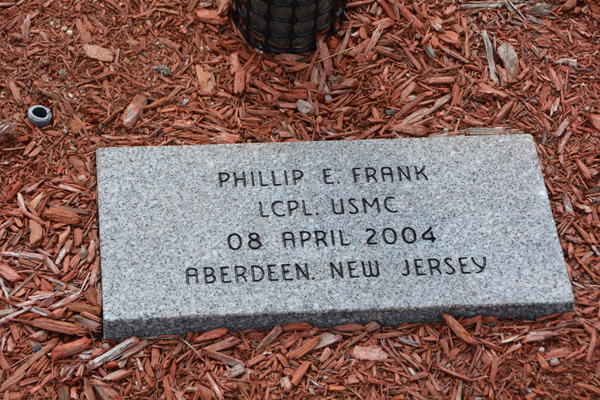 PHILLIP E. FRANK
LCPL. USMC
08 APRIL 2004
ABERDEEN. NEW JERSEY